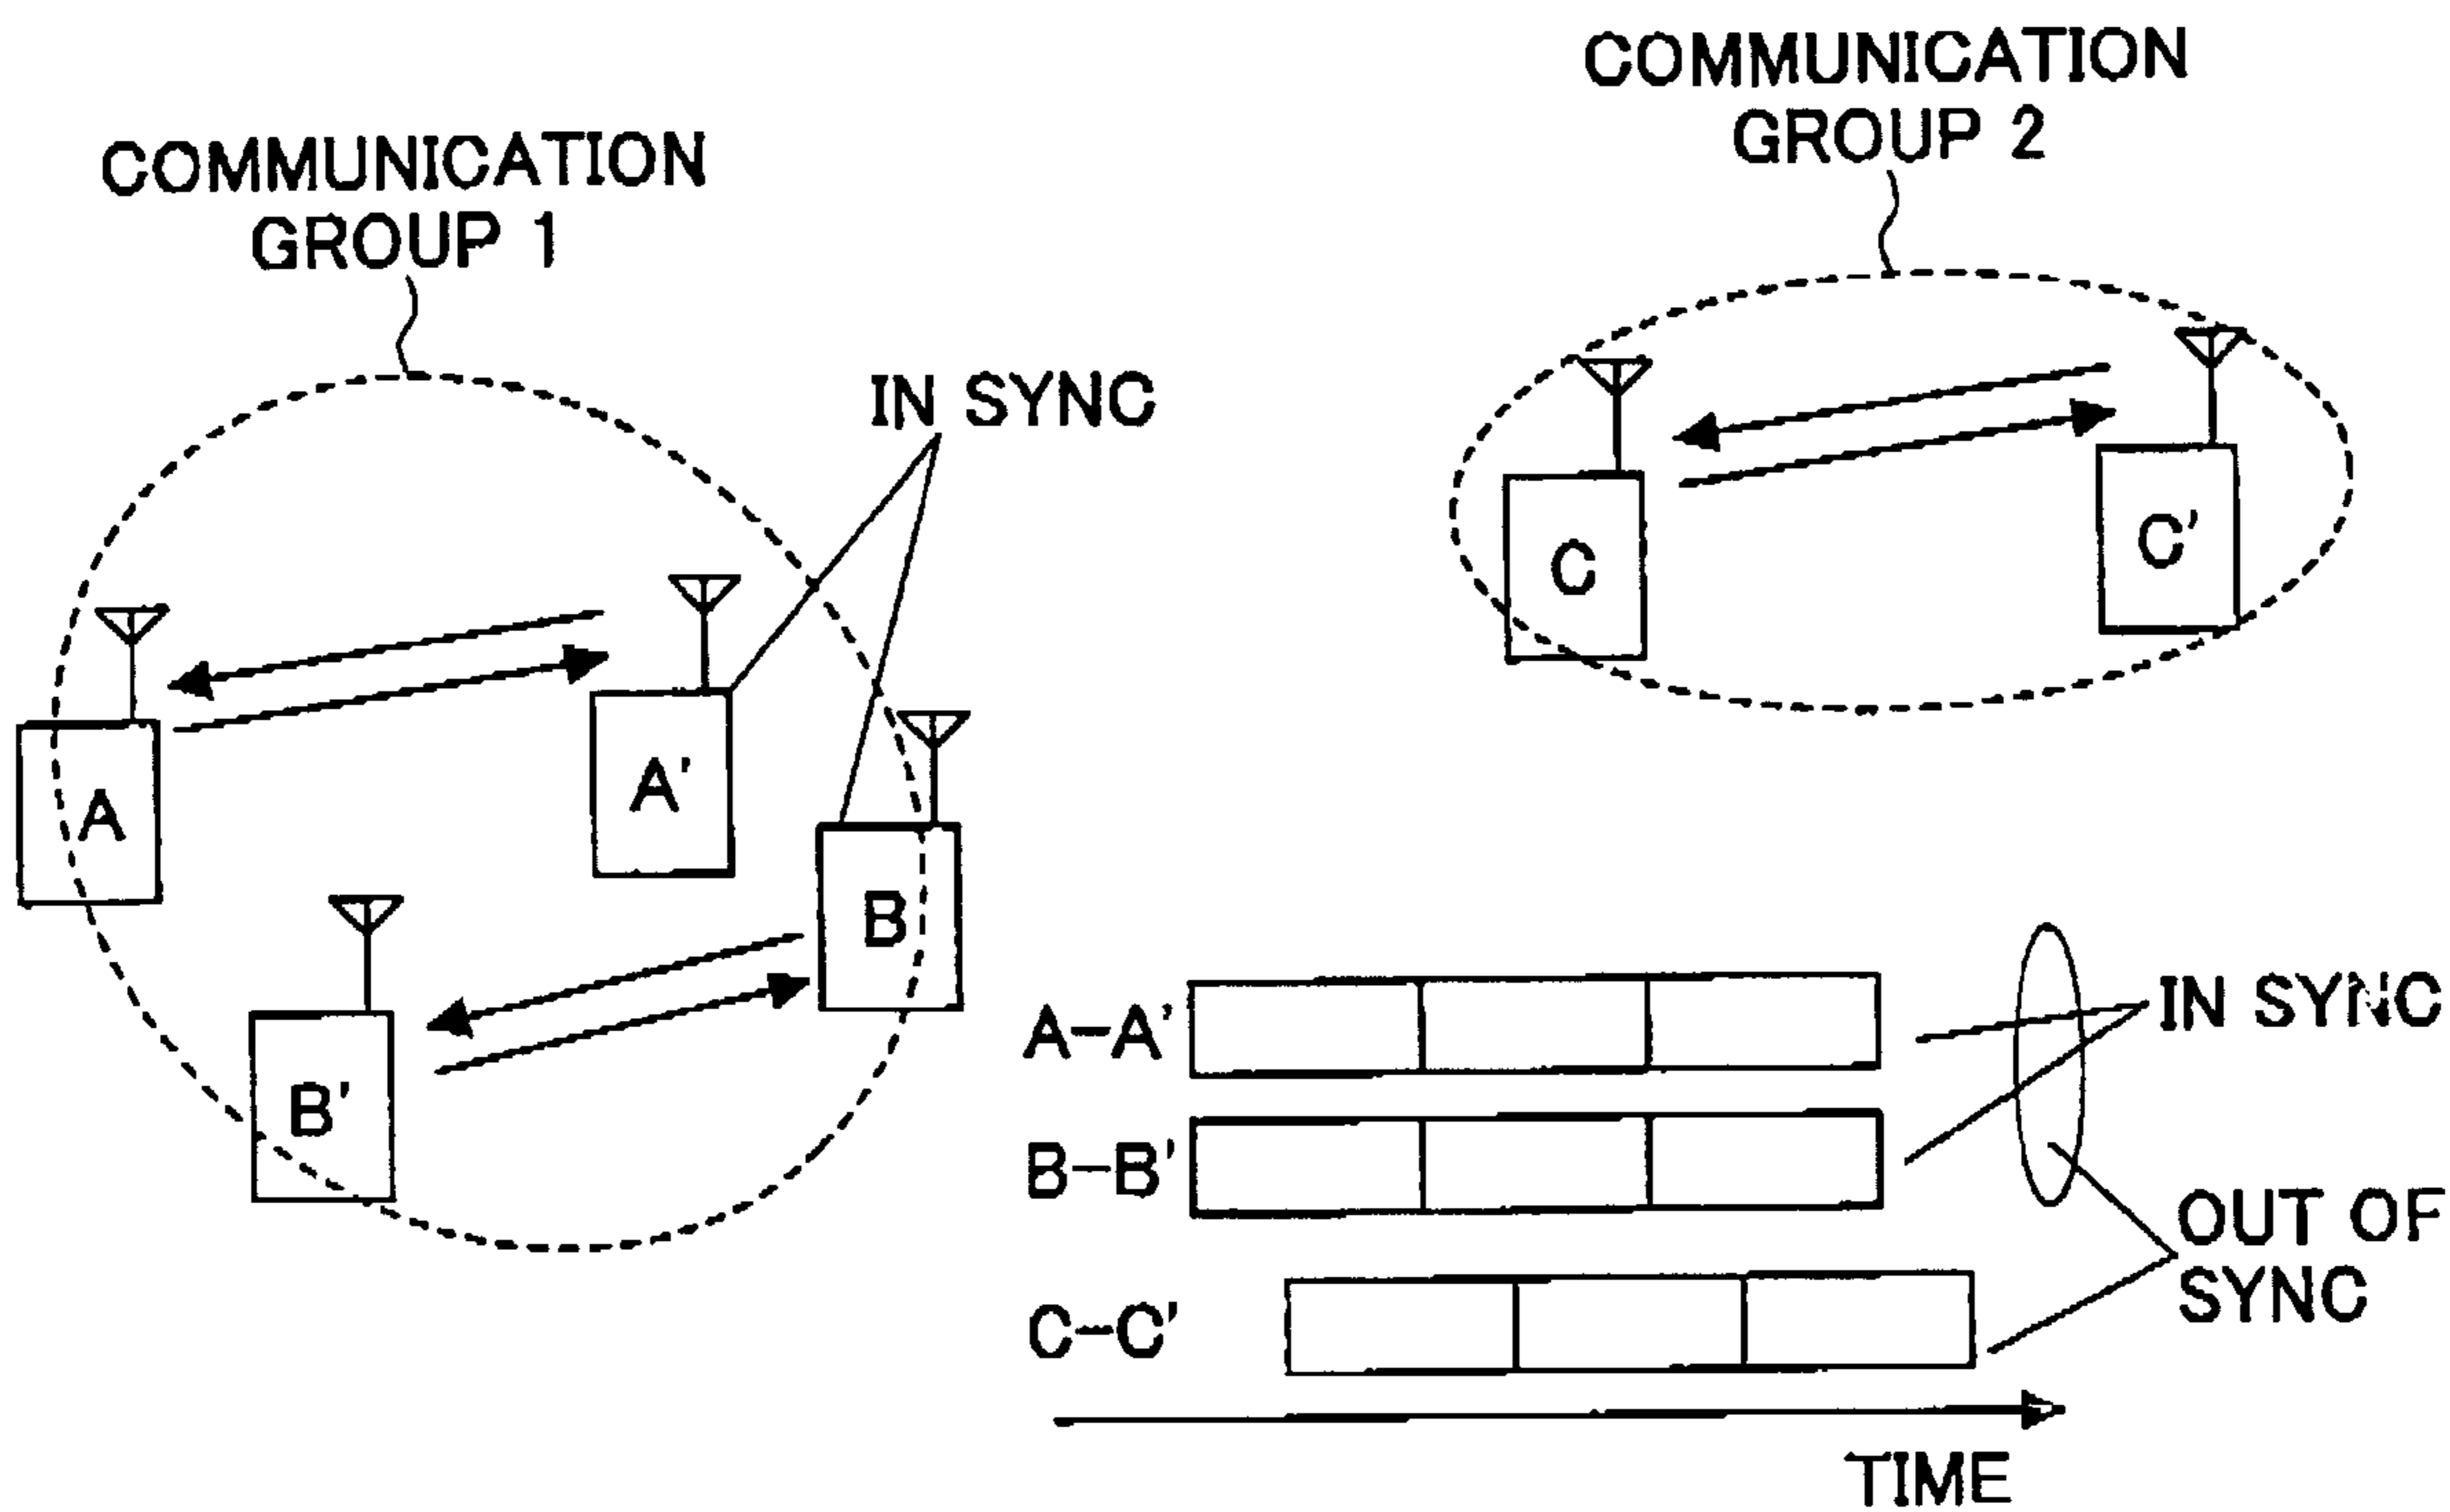 COMMUNICATION
GROUP 1
COMMUNICATION
GROUP 2
IN SYNC
A
A'
B
B'
C
C'
A-A'
B-B'
C-C'
IN SYNC
OUT OF
SYNC
TIME